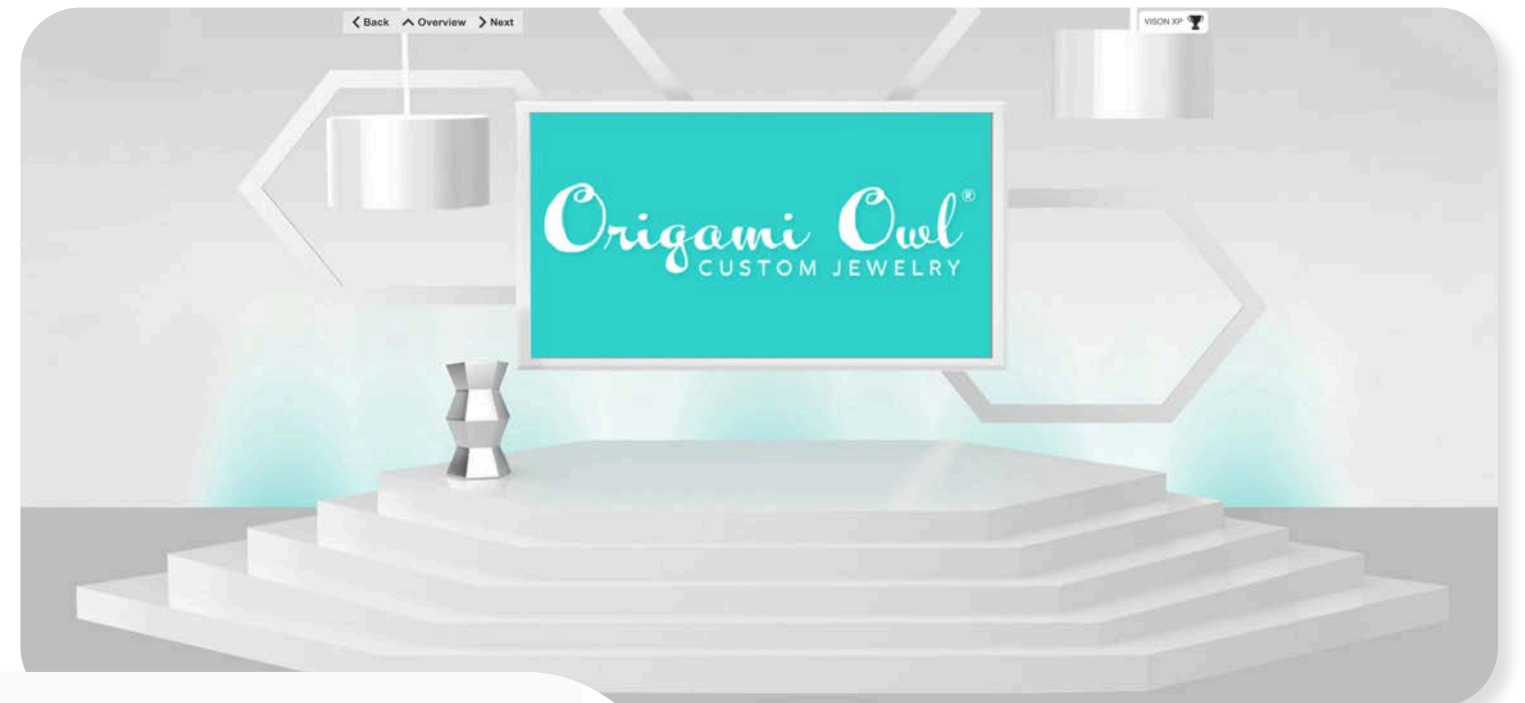 Back Overview Next
VISON XP
Origami Owl®
CUSTOM JEWELRY